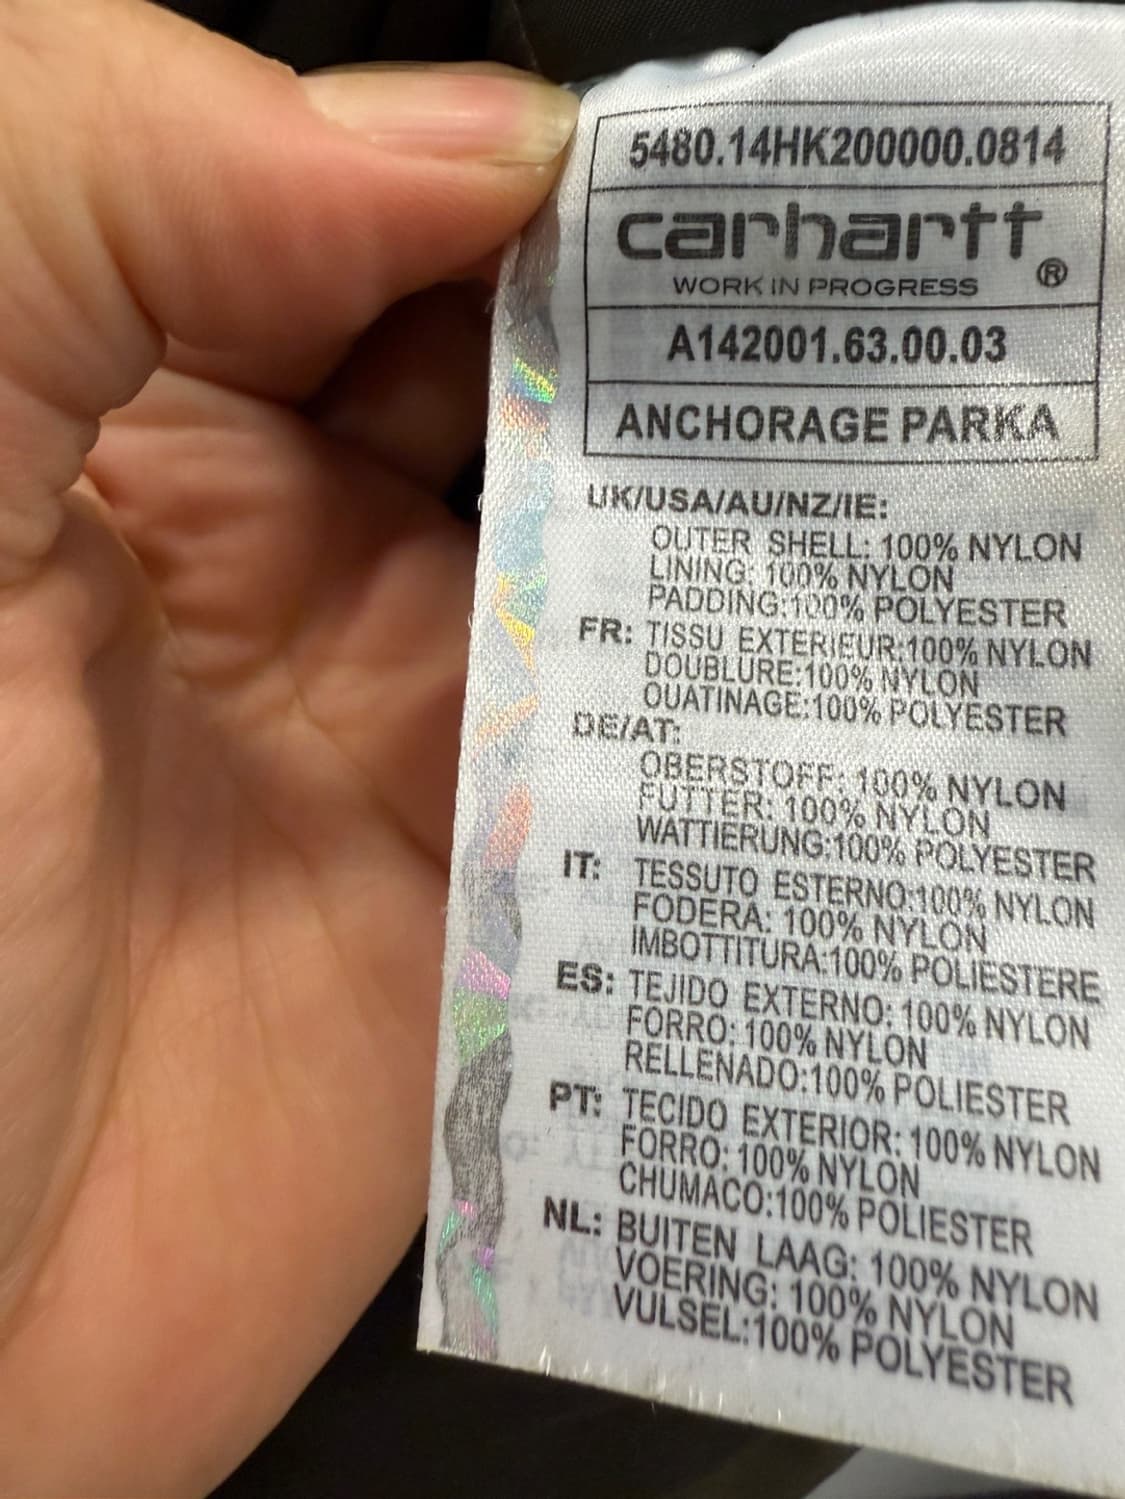 5480.14HK200000.0814
carhartt®
WORK IN PROGRESS
A142001.63.00.03
ANCHORAGE PARKA
UK/USA/AU/NZ/IE:
OUTER SHELL: 100% NYLON
LINING: 100% NYLON
PADDING:100% POLYESTER
FR: TISSU EXTERIEUR:100% NYLON
DOUBLURE:100% NYLON
OUATINAGE:100% POLYESTER
DE/AT:
OBERSTOFF: 100% NYLON
FUTTER: 100% NYLON
WATTIERUNG:100% POLYESTER
IT: TESSUTO ESTERNO:100% NYLON
FODERA: 100% NYLON
IMBOTTITURA:100% POLIESTERE
ES: TEJIDO EXTERNO: 100% NYLON
FORRO: 100% NYLON
RELLENADO:100% POLIESTER
PT: TECIDO EXTERIOR: 100% NYLON
FORRO: 100% NYLON
CHUMACO:100% POLIESTER
NL: BUITEN LAAG: 100% NYLON
VOERING: 100% NYLON
VULSEL:100% POLYESTER